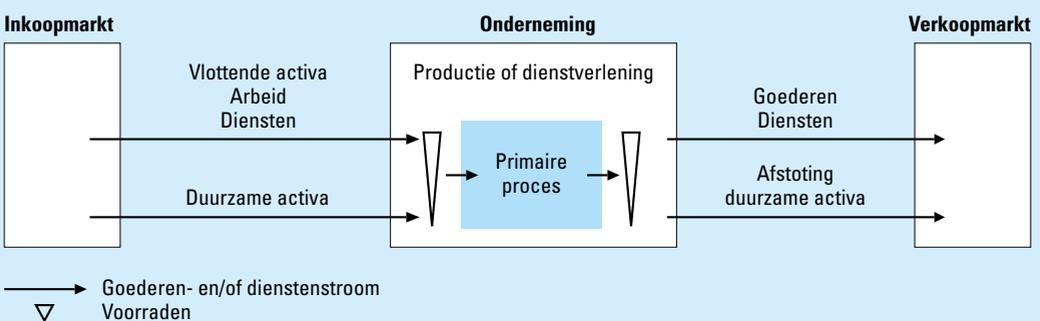 Inkoopmarkt
Onderneming
Verkoopmarkt
Vlottende activa
Arbeid
Diensten
Duurzame activa
Productie of dienstverlening
Primaire
proces
Goederen
Diensten
Afstoting
duurzame activa
Goederen- en/of dienstenstroom
Voorraden